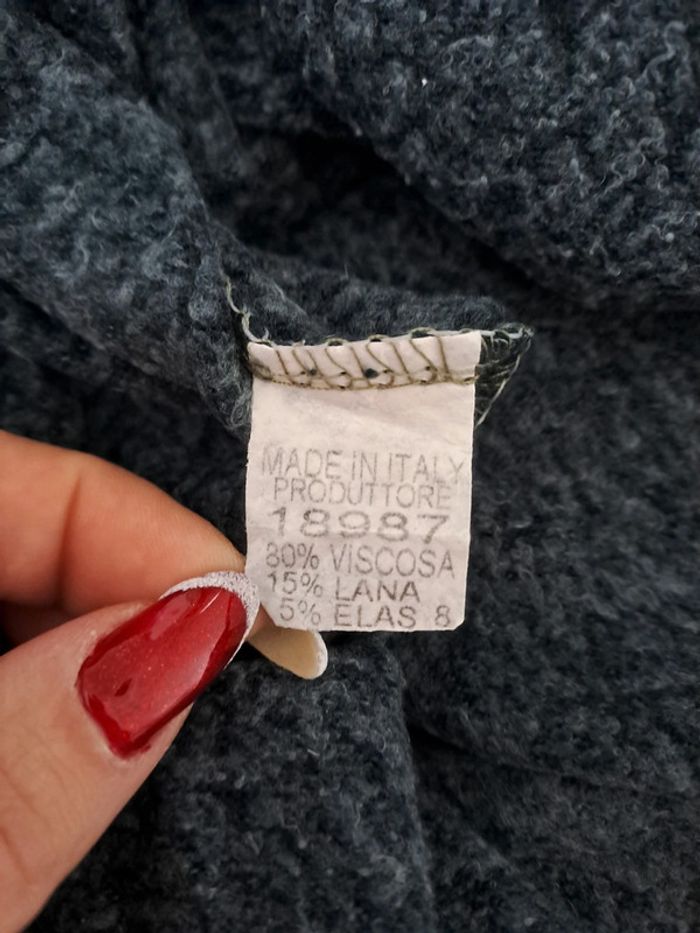 MADE IN ITALY
PRODUTTORE
18987
80% VISCOSA
15% LANA
5% ELAS 8